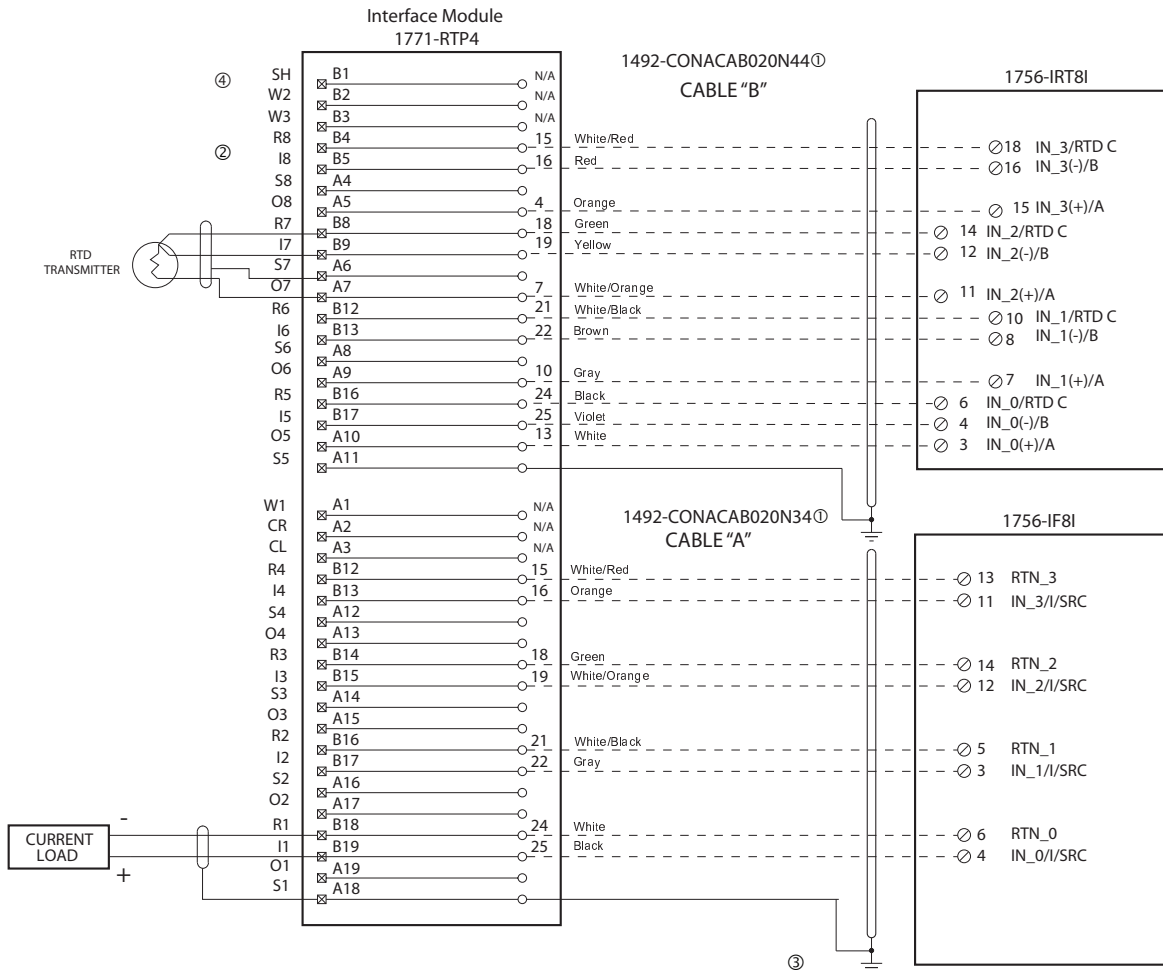 Interface Module
1771-RTP4
1492-CONACAB020N44①
CABLE "B"
1756-IRT8I
④
②
SH B1 N/A
W2 B2 N/A
W3 B3 N/A
R8 B4 15 White/Red 18 IN_3/RTD C
I8 B5 16 Red 16 IN_3(-)/B
S8 A4
O8 A5 4 Orange 15 IN_3(+)/A
R7 B8 18 Green 14 IN_2/RTD C
I7 B9 19 Yellow 12 IN_2(-)/B
RTD
TRANSMITTER
S7 A6
O7 A7 7 White/Orange 11 IN_2(+)/A
R6 B12 21 White/Black 10 IN_1/RTD C
I6 B13 22 Brown 8 IN_1(-)/B
S6 A8
O6 A9 10 Gray 7 IN_1(+)/A
R5 B16 24 Black 6 IN_0/RTD C
I5 B17 25 Violet 4 IN_0(-)/B
O5 A10 13 White 3 IN_0(+)/A
S5 A11
1492-CONACAB020N34①
CABLE "A"
1756-IF8I
W1 A1 N/A
CR A2 N/A
CL A3 N/A
R4 B12 15 White/Red 13 RTN_3
I4 B13 16 Orange 11 IN_3/I/SRC
S4 A12
O4 A13
R3 B14 18 Green 14 RTN_2
I3 B15 19 White/Orange 12 IN_2/I/SRC
S3 A14
O3 A15
R2 B16 21 White/Black 5 RTN_1
I2 B17 22 Gray 3 IN_1/I/SRC
S2 A16
O2 A17
R1 B18 24 White 6 RTN_0
I1 B19 25 Black 4 IN_0/I/SRC
O1 A19
S1 A18
-
CURRENT
LOAD
+
③